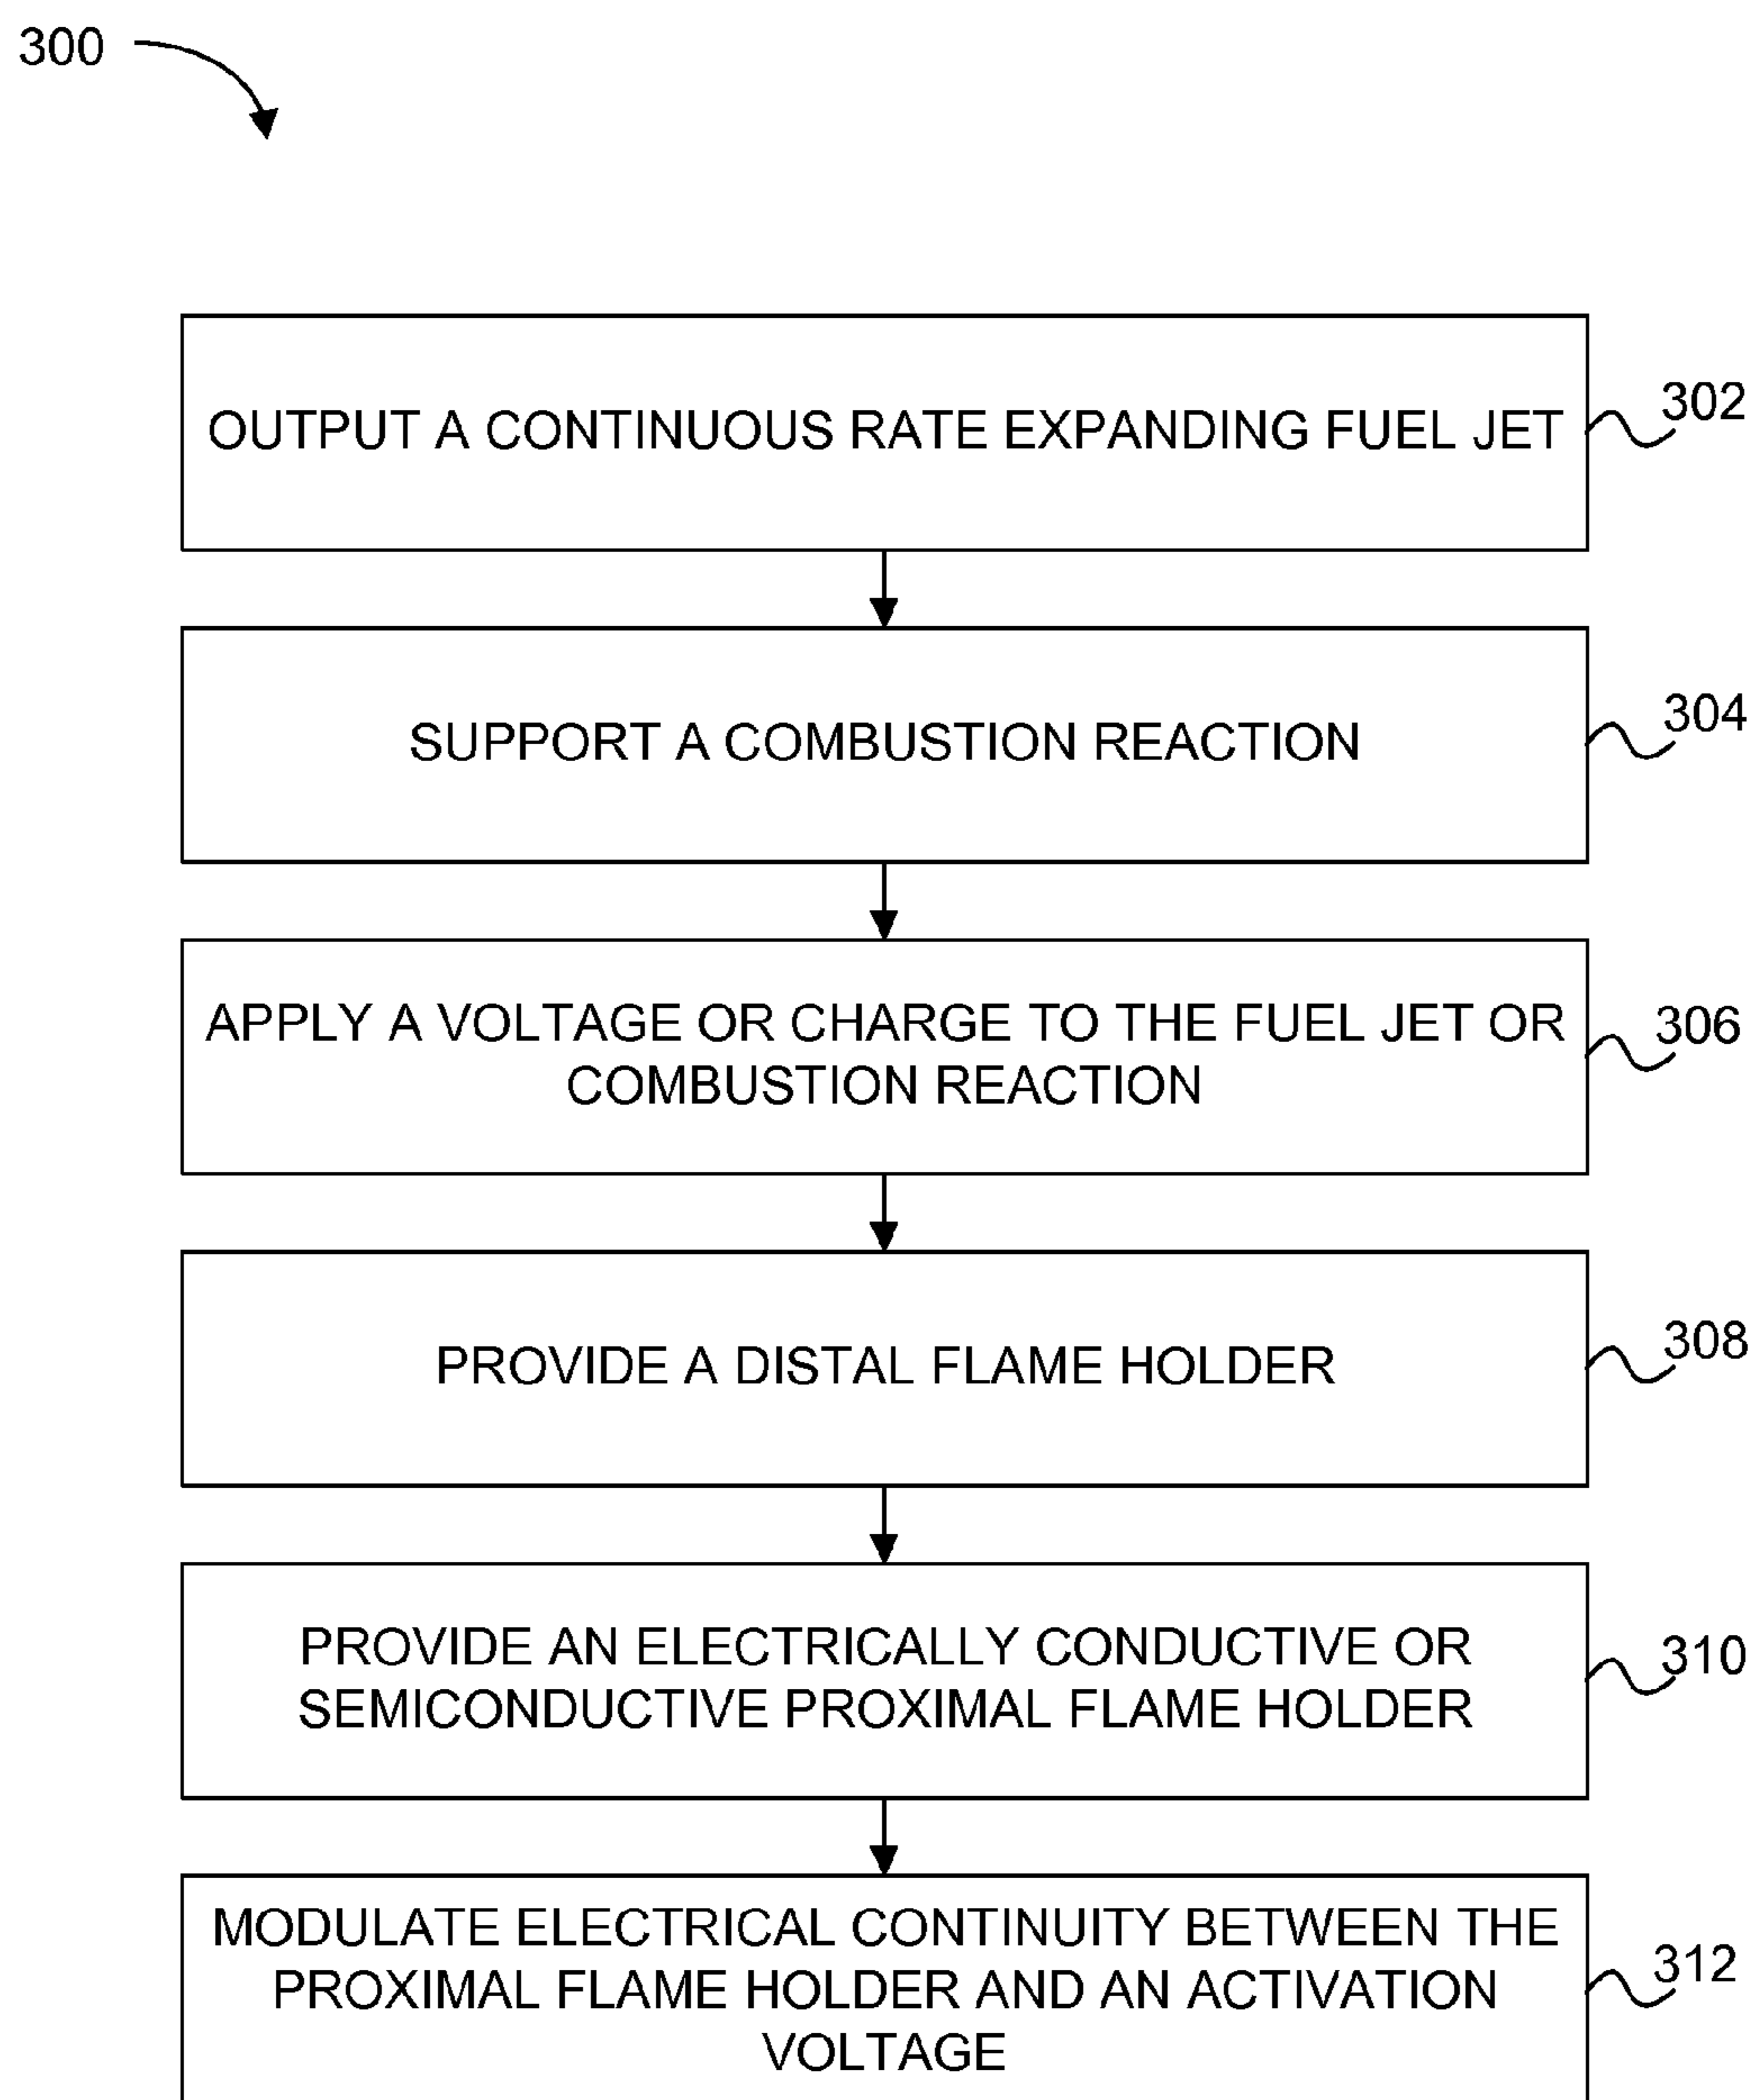 300
OUTPUT A CONTINUOUS RATE EXPANDING FUEL JET
302
SUPPORT A COMBUSTION REACTION
304
APPLY A VOLTAGE OR CHARGE TO THE FUEL JET OR
COMBUSTION REACTION
306
PROVIDE A DISTAL FLAME HOLDER
308
PROVIDE AN ELECTRICALLY CONDUCTIVE OR
SEMICONDUCTIVE PROXIMAL FLAME HOLDER
310
MODULATE ELECTRICAL CONTINUITY BETWEEN THE
PROXIMAL FLAME HOLDER AND AN ACTIVATION
VOLTAGE
312